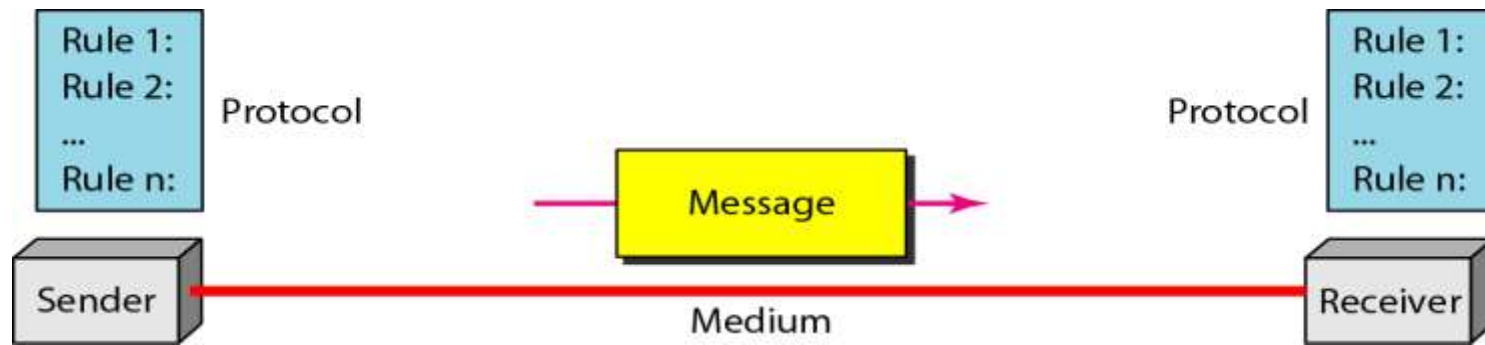 Rule 1:
Rule 2:
...
Rule n:
Protocol
Message
Protocol
Rule 1:
Rule 2:
...
Rule n:
Sender
Medium
Receiver